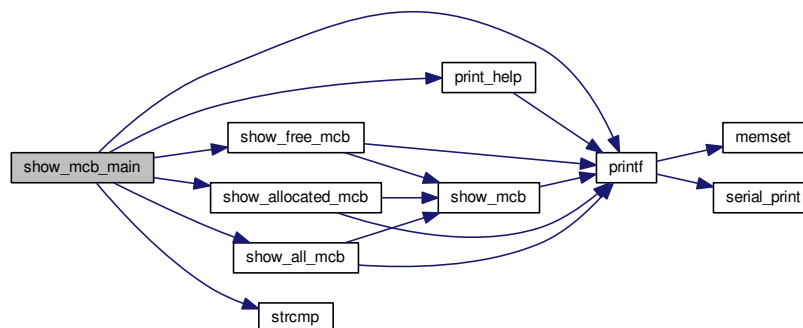 show_mcb_main
print_help
show_free_mcb
show_allocated_mcb
show_all_mcb
strcmp
show_mcb
printf
memset
serial_print